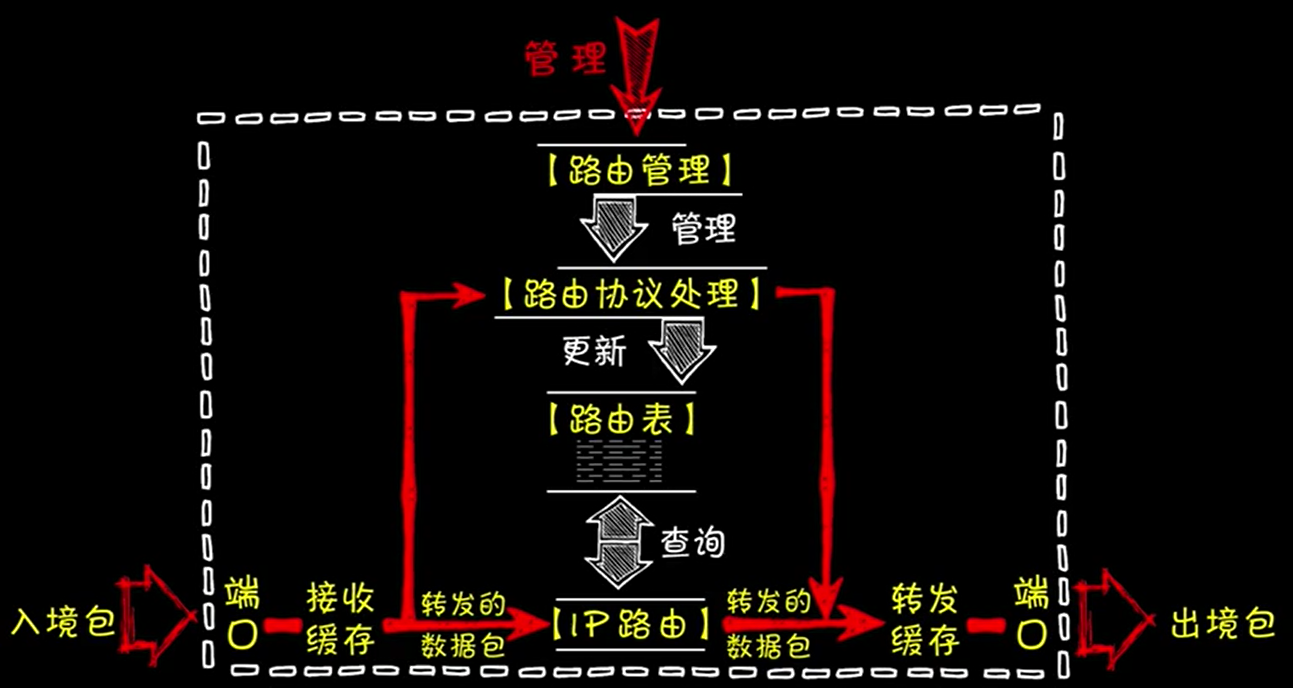 管理
【路由管理】
管理
【路由协议处理】
更新
【路由表】
查询
入境包
端口
接收
缓存
转发的
数据包
【IP路由】
转发的
数据包
转发
缓存
端口
出境包